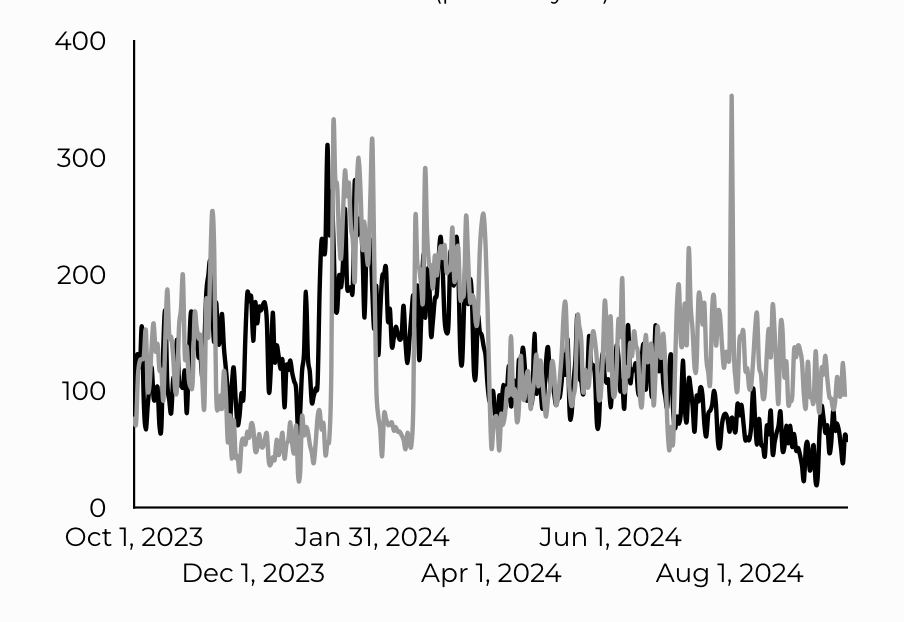 400
300
200
100
0
Oct 1, 2023
Jan 31, 2024
Jun 1, 2024
Dec 1, 2023
Apr 1, 2024
Aug 1, 2024